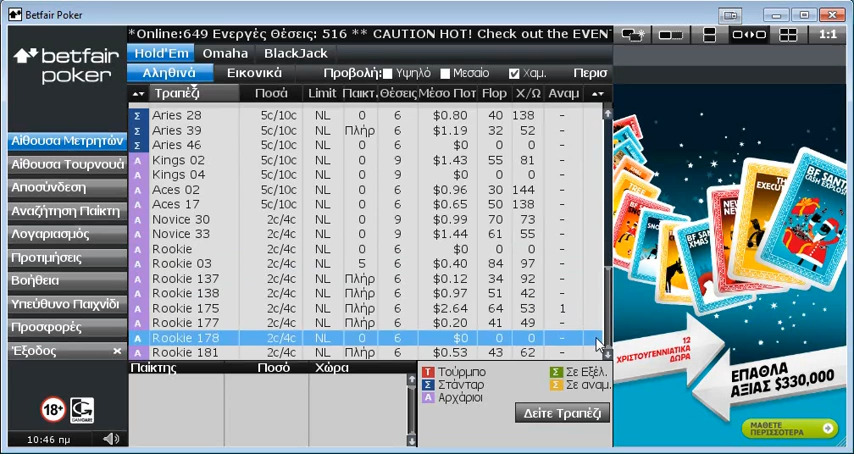 Betfair Poker
betfair
poker
*Online:649 Ενεργές Θέσεις: 516 ** CAUTION HOT! Check out the EVENT
1:1
Hold'Em Omaha BlackJack
Αληθινά Εικονικά Προβολή: Υψηλό Μεσαίο Χαμ. Περισ
Τραπέζι Ποσά Limit Παικτ. Θέσεις Μέσο Ποτ Flop Χ/Ω Αναμ
Σ Aries 28 5c/10c NL 0 6 $0.80 40 138 -
Σ Aries 39 5c/10c NL Πλήρ 6 $1.19 32 52 -
Σ Aries 46 5c/10c NL 0 6 $0 0 0 -
A Kings 02 5c/10c NL 0 9 $1.43 55 81 -
A Kings 04 5c/10c NL 0 9 $0 0 0 -
A Aces 02 5c/10c NL 0 6 $0.96 30 144 -
A Aces 17 5c/10c NL 0 6 $0.65 50 138 -
A Novice 30 2c/4c NL 0 9 $0.99 70 73 -
A Novice 33 2c/4c NL 0 9 $1.44 61 55 -
A Rookie 2c/4c NL 0 6 $0 0 0 -
A Rookie 03 2c/4c NL 5 6 $0.40 84 97 -
A Rookie 137 2c/4c NL Πλήρ 6 $0.12 34 92 -
A Rookie 138 2c/4c NL Πλήρ 6 $0.97 51 42 -
A Rookie 175 2c/4c NL Πλήρ 6 $2.64 64 53 1
A Rookie 177 2c/4c NL Πλήρ 6 $0.20 41 49 -
A Rookie 178 2c/4c NL 0 6 $0 0 0 -
A Rookie 181 2c/4c NL Πλήρ 6 $0.53 43 62 -
Αίθουσα Μετρητών
Αίθουσα Τουρνουά
Αποσύνδεση
Αναζήτηση Παίκτη
Λογαριασμός
Προτιμήσεις
Βοήθεια
Υπεύθυνο Παιχνίδι
Προσφορές
Έξοδος
18+
GAMCARE
10:46 πμ
Παίκτης Ποσό Χώρα
T Τούρμπο
Σ Στάνταρ
A Αρχάριοι
Σ Σε Εξέλ.
Σ Σε αναμ.
Δείτε Τραπέζι
BF SANTA
12
ΧΡΙΣΤΟΥΓΕΝΝΙΑΤΙΚΑ
ΔΩΡΑ
ΕΠΑΘΛΑ
ΑΞΙΑΣ $330,000
ΜΑΘΕΤΕ
ΠΕΡΙΣΣΟΤΕΡΑ